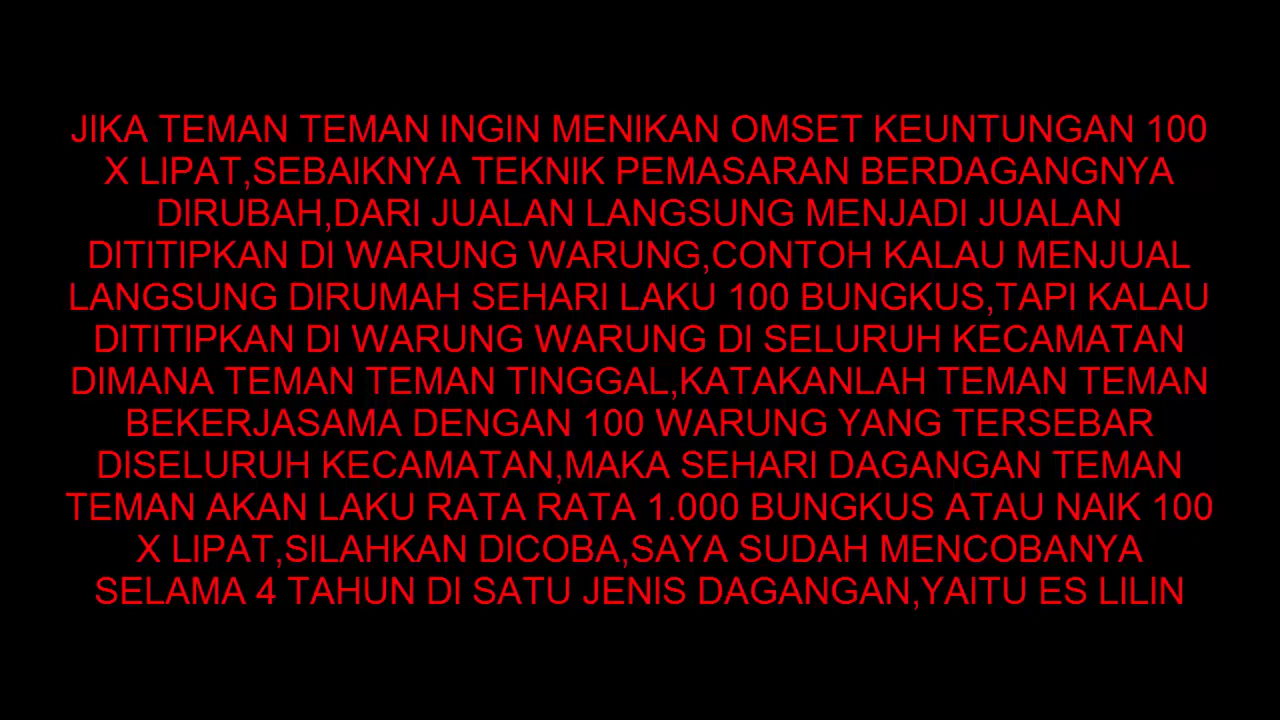 JIKA TEMAN TEMAN INGIN MENIKAN OMSET KEUNTUNGAN 100
X LIPAT,SEBAIKNYA TEKNIK PEMASARAN BERDAGANGNYA
DIRUBAH,DARI JUALAN LANGSUNG MENJADI JUALAN
DITITIPKAN DI WARUNG WARUNG,CONTOH KALAU MENJUAL
LANGSUNG DIRUMAH SEHARI LAKU 100 BUNGKUS,TAPI KALAU
DITITIPKAN DI WARUNG WARUNG DI SELURUH KECAMATAN
DIMANA TEMAN TEMAN TINGGAL,KATAKANLAH TEMAN TEMAN
BEKERJASAMA DENGAN 100 WARUNG YANG TERSEBAR
DISELURUH KECAMATAN,MAKA SEHARI DAGANGAN TEMAN
TEMAN AKAN LAKU RATA RATA 1.000 BUNGKUS ATAU NAIK 100
X LIPAT,SILAHKAN DICOBA,SAYA SUDAH MENCOBANYA
SELAMA 4 TAHUN DI SATU JENIS DAGANGAN,YAITU ES LILIN